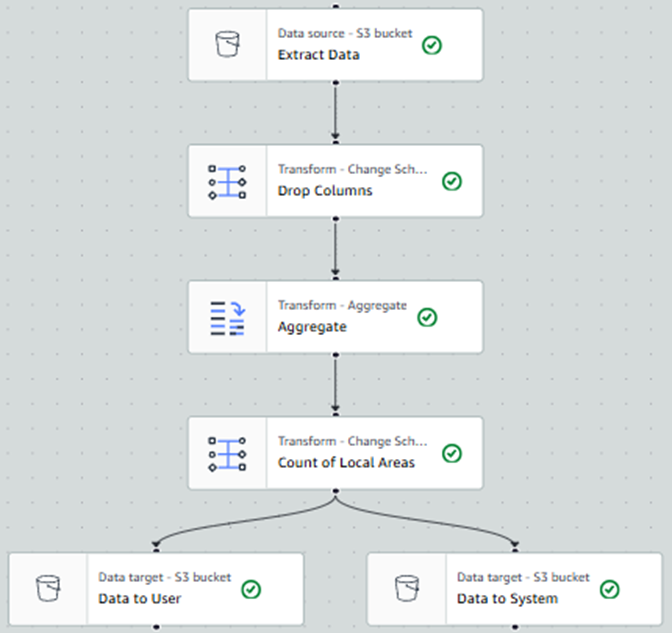 Data source - S3 bucket
Extract Data
Transform - Change Sch...
Drop Columns
Transform - Aggregate
Aggregate
Transform - Change Sch...
Count of Local Areas
Data target - S3 bucket
Data to User
Data target - S3 bucket
Data to System